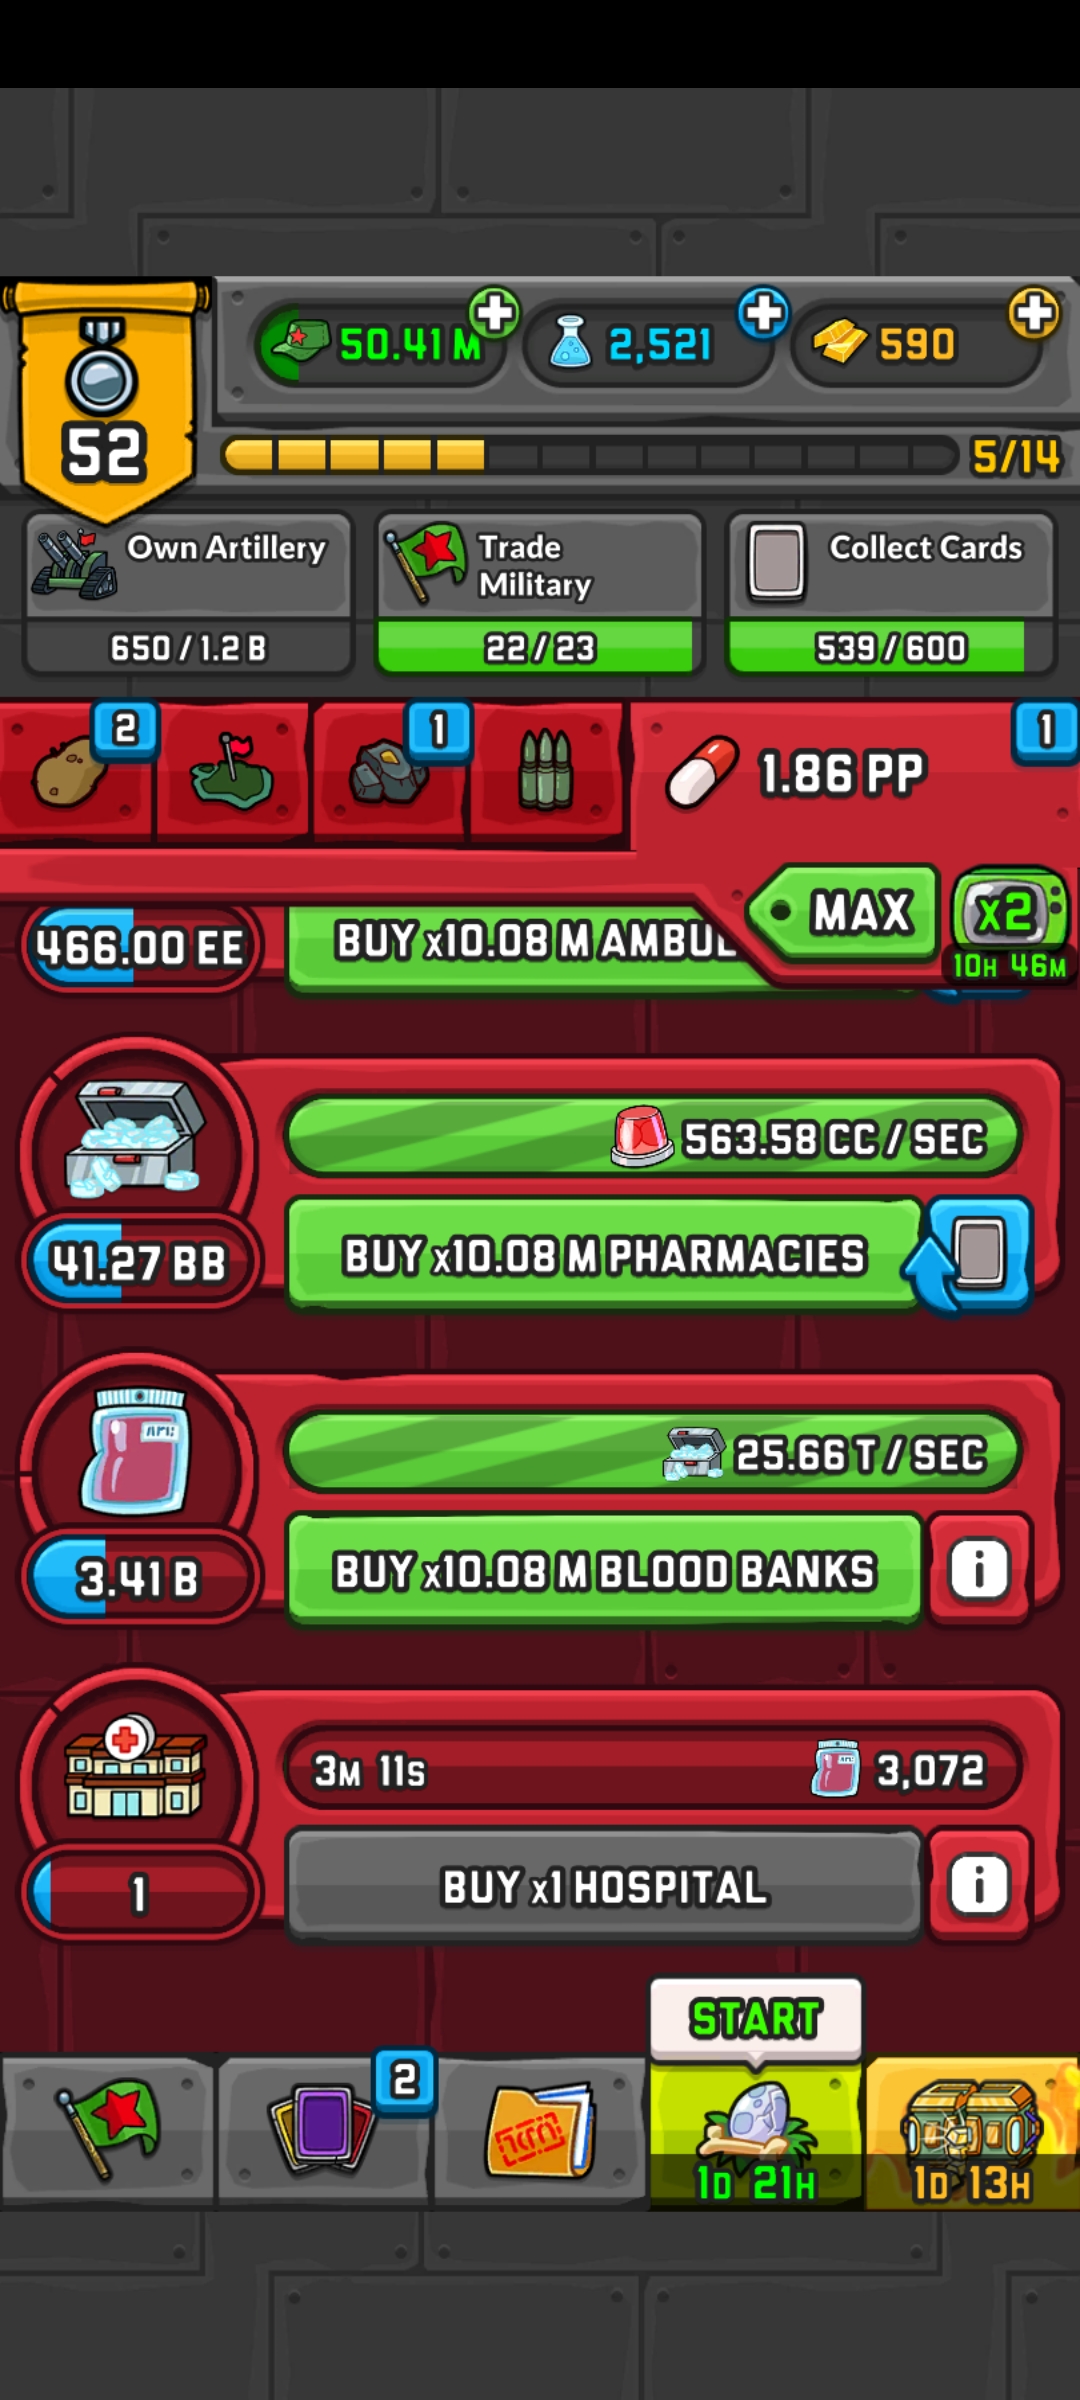 50.41 M
2,521
590
52
5/14
Own Artillery
650 / 1.2 B
Trade
Military
22 / 23
Collect Cards
539 / 600
2
1
1.86 PP
1
MAX
x2
10H 46M
466.00 EE
BUY x10.08 M AMBUL
563.58 CC / SEC
41.27 BB
BUY x10.08 M PHARMACIES
25.66 T / SEC
3.41 B
BUY x10.08 M BLOOD BANKS
i
3M 11S
3,072
1
BUY x1 HOSPITAL
i
START
2
1D 21H
1D 13H